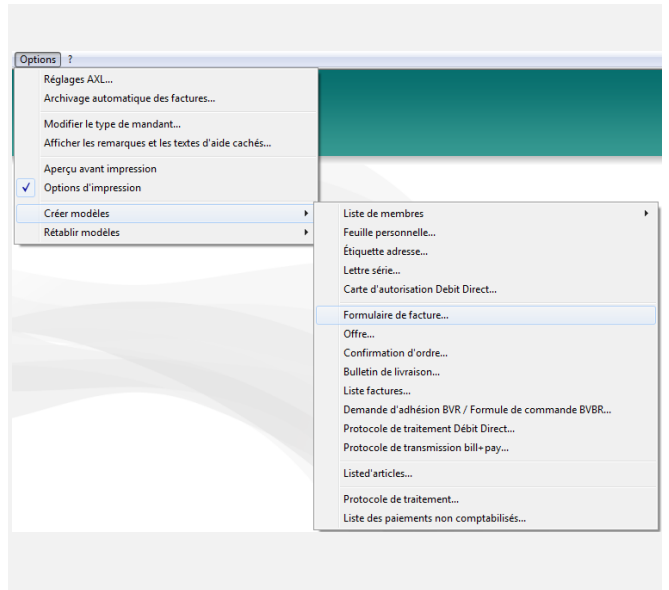 Options ?
Réglages AXL...
Archivage automatique des factures...
Modifier le type de mandant...
Afficher les remarques et les textes d'aide cachés...
Aperçu avant impression
Options d'impression
Créer modèles
Rétablir modèles
Liste de membres
Feuille personnelle...
Étiquette adresse...
Lettre série...
Carte d'autorisation Debit Direct...
Formulaire de facture...
Offre...
Confirmation d'ordre...
Bulletin de livraison...
Liste factures...
Demande d'adhésion BVR / Formule de commande BVBR...
Protocole de traitement Débit Direct...
Protocole de transmission bill+pay...
Listed'articles...
Protocole de traitement...
Liste des paiements non comptabilisés...